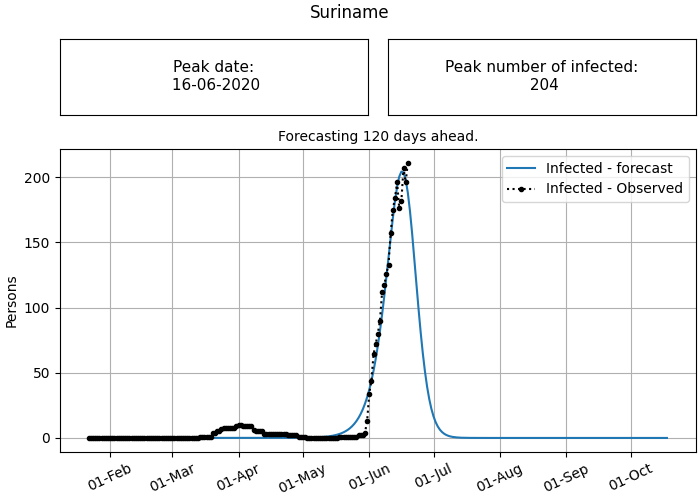 Suriname
Peak date:
16-06-2020
Peak number of infected:
204
Forecasting 120 days ahead.
Infected - forecast
Infected - Observed
Persons
200
150
100
50
0
01-Feb
01-Mar
01-Apr
01-May
01-Jun
01-Jul
01-Aug
01-Sep
01-Oct